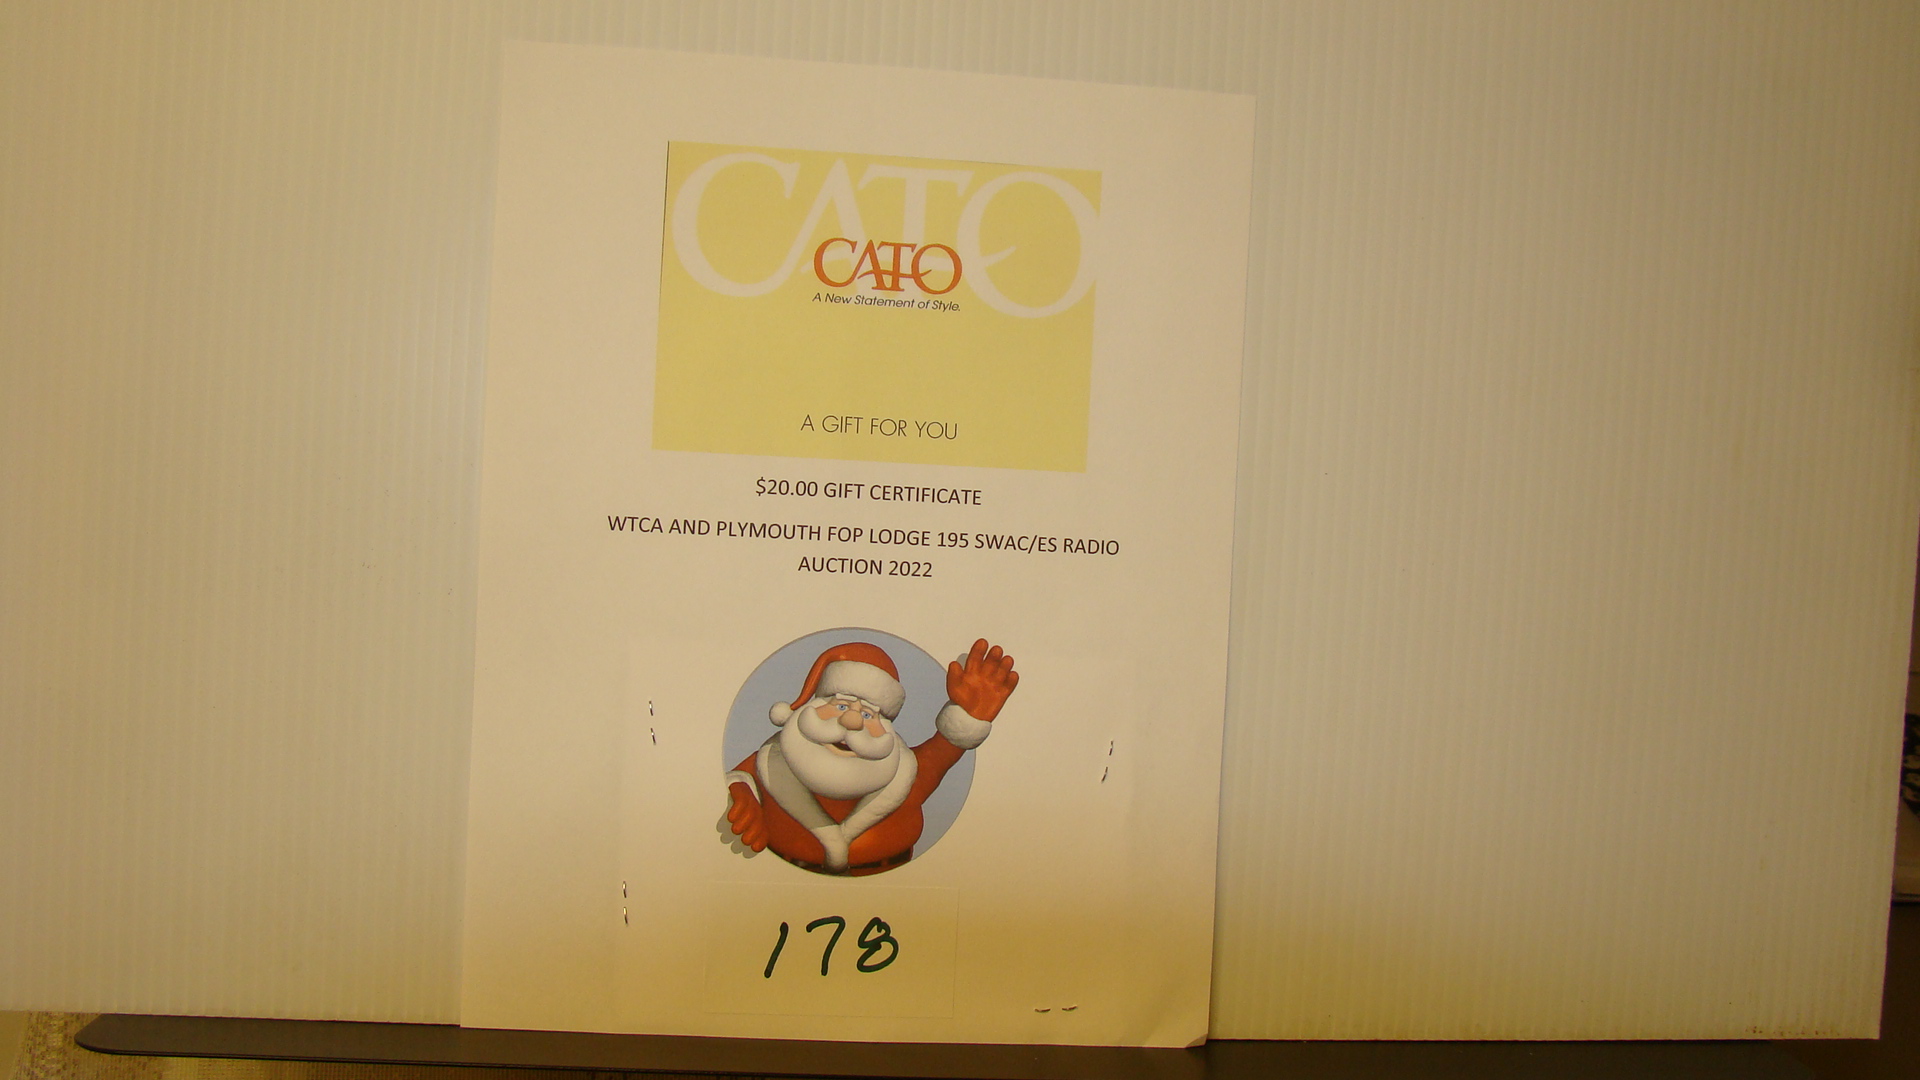 CATO
CATO
A New Statement of Style.
A GIFT FOR YOU
$20.00 GIFT CERTIFICATE
WTCA AND PLYMOUTH FOP LODGE 195 SWAC/ES RADIO
AUCTION 2022
178